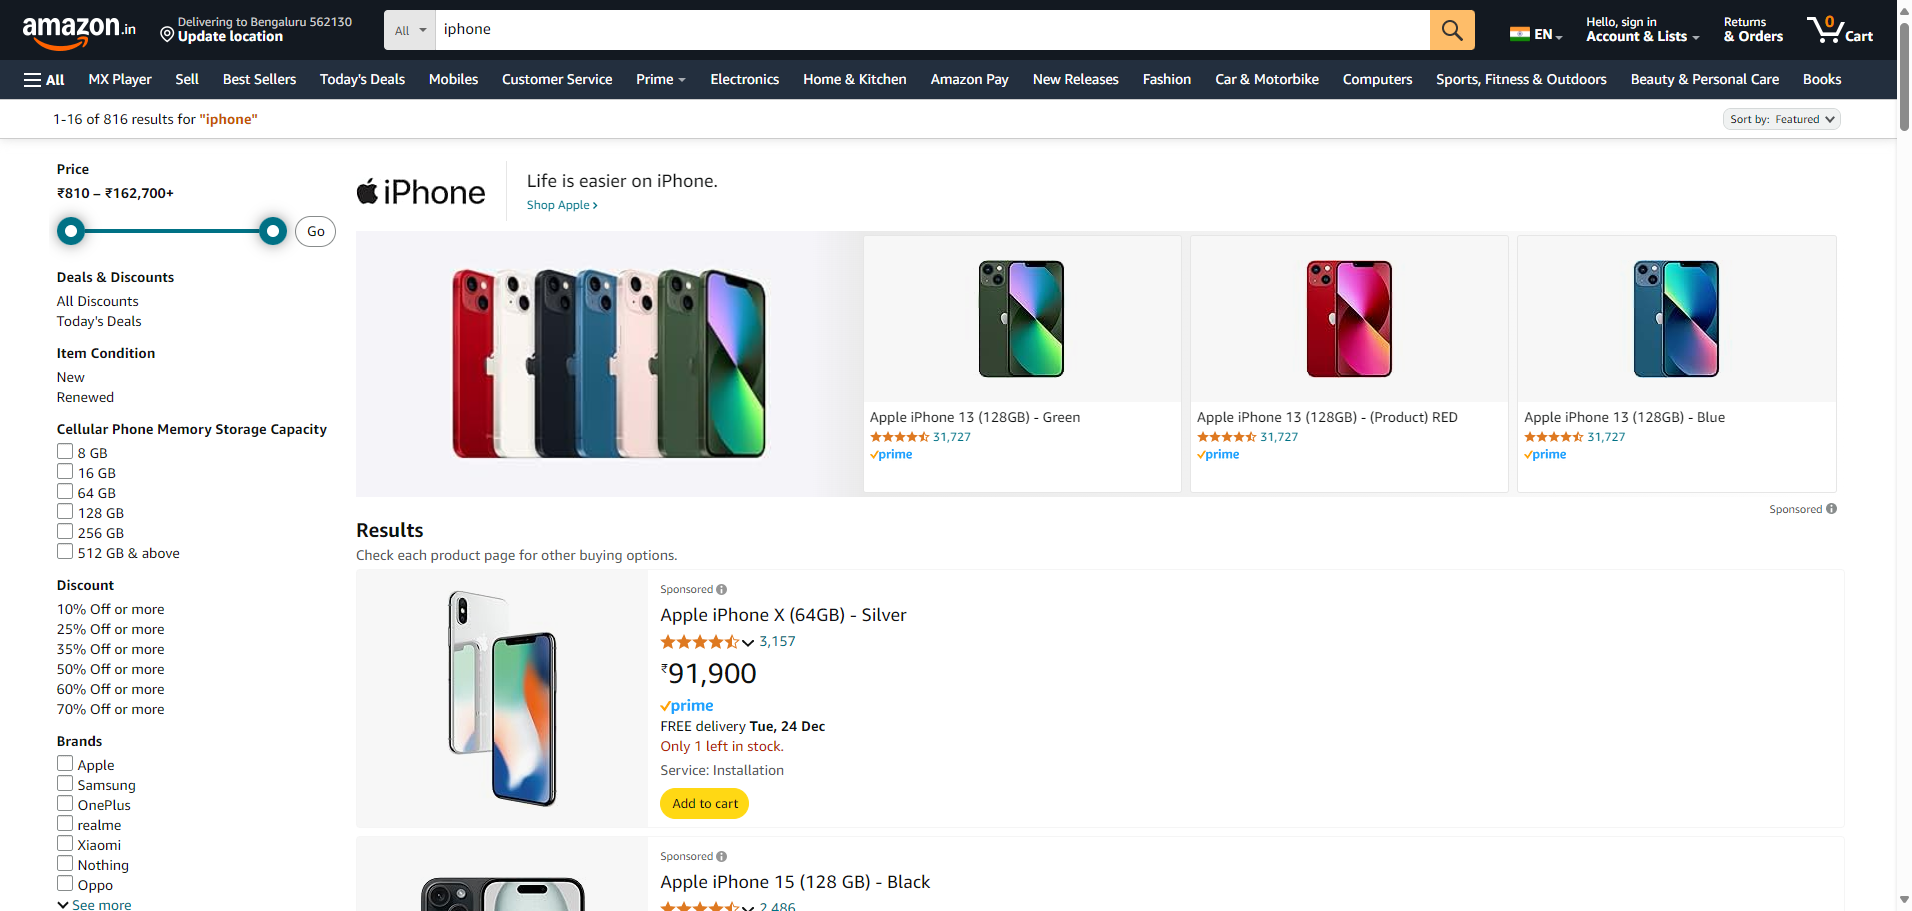 amazon.in
Delivering to Bengaluru 562130
Update location
All
iphone
EN
Hello, sign in
Account & Lists
Returns
& Orders
0
Cart
All
MX Player
Sell
Best Sellers
Today's Deals
Mobiles
Customer Service
Prime
Electronics
Home & Kitchen
Amazon Pay
New Releases
Fashion
Car & Motorbike
Computers
Sports, Fitness & Outdoors
Beauty & Personal Care
Books
1-16 of 816 results for "iphone"
Sort by: Featured
Price
₹810 – ₹162,700+
Go
Deals & Discounts
All Discounts
Today's Deals
Item Condition
New
Renewed
Cellular Phone Memory Storage Capacity
8 GB
16 GB
64 GB
128 GB
256 GB
512 GB & above
Discount
10% Off or more
25% Off or more
35% Off or more
50% Off or more
60% Off or more
70% Off or more
Brands
Apple
Samsung
OnePlus
realme
Xiaomi
Nothing
Oppo
See more
iPhone
Life is easier on iPhone.
Shop Apple ›
Apple iPhone 13 (128GB) - Green
31,727
prime
Apple iPhone 13 (128GB) - (Product) RED
31,727
prime
Apple iPhone 13 (128GB) - Blue
31,727
prime
Sponsored
Results
Check each product page for other buying options.
Sponsored
Apple iPhone X (64GB) - Silver
3,157
₹91,900
prime
FREE delivery Tue, 24 Dec
Only 1 left in stock.
Service: Installation
Add to cart
Sponsored
Apple iPhone 15 (128 GB) - Black
2,486